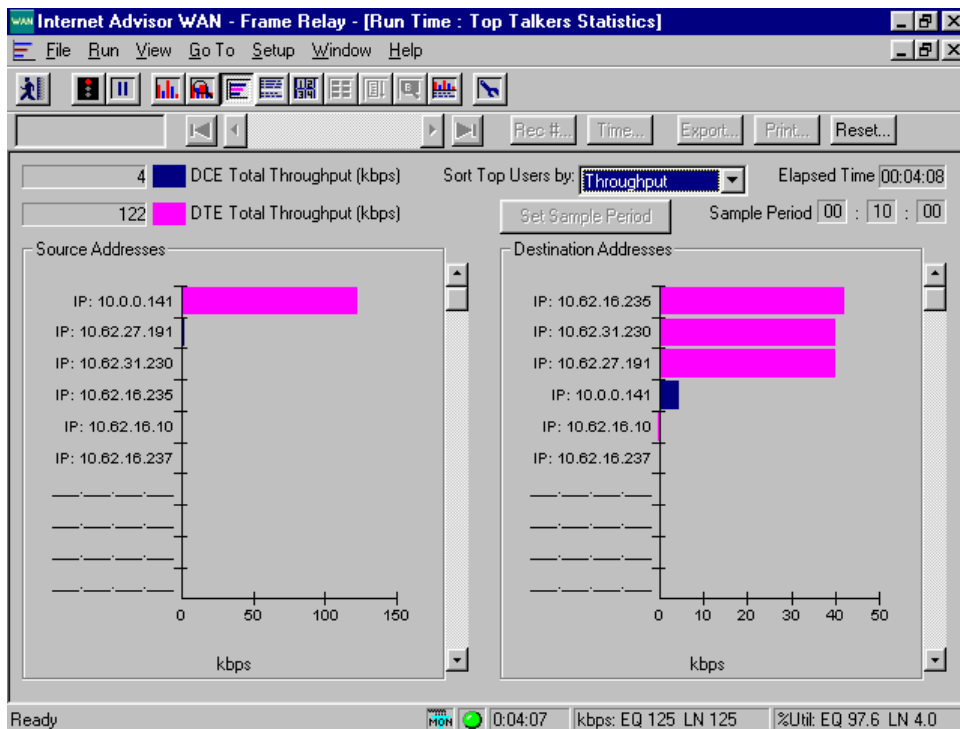 WAN Internet Advisor WAN - Frame Relay - [Run Time : Top Talkers Statistics]
File Run View Go To Setup Window Help
Rec #... Time... Export... Print... Reset...
4 DCE Total Throughput (kbps) Sort Top Users by: Throughput Elapsed Time 00:04:08
122 DTE Total Throughput (kbps) Set Sample Period Sample Period 00 : 10 : 00
Source Addresses
IP: 10.0.0.141
IP: 10.62.27.191
IP: 10.62.31.230
IP: 10.62.16.235
IP: 10.62.16.10
IP: 10.62.16.237
0 50 100 150
kbps
Destination Addresses
IP: 10.62.16.235
IP: 10.62.31.230
IP: 10.62.27.191
IP: 10.0.0.141
IP: 10.62.16.10
IP: 10.62.16.237
0 10 20 30 40 50
kbps
Ready MON 0:04:07 kbps: EQ 125 LN 125 %Util: EQ 97.6 LN 4.0